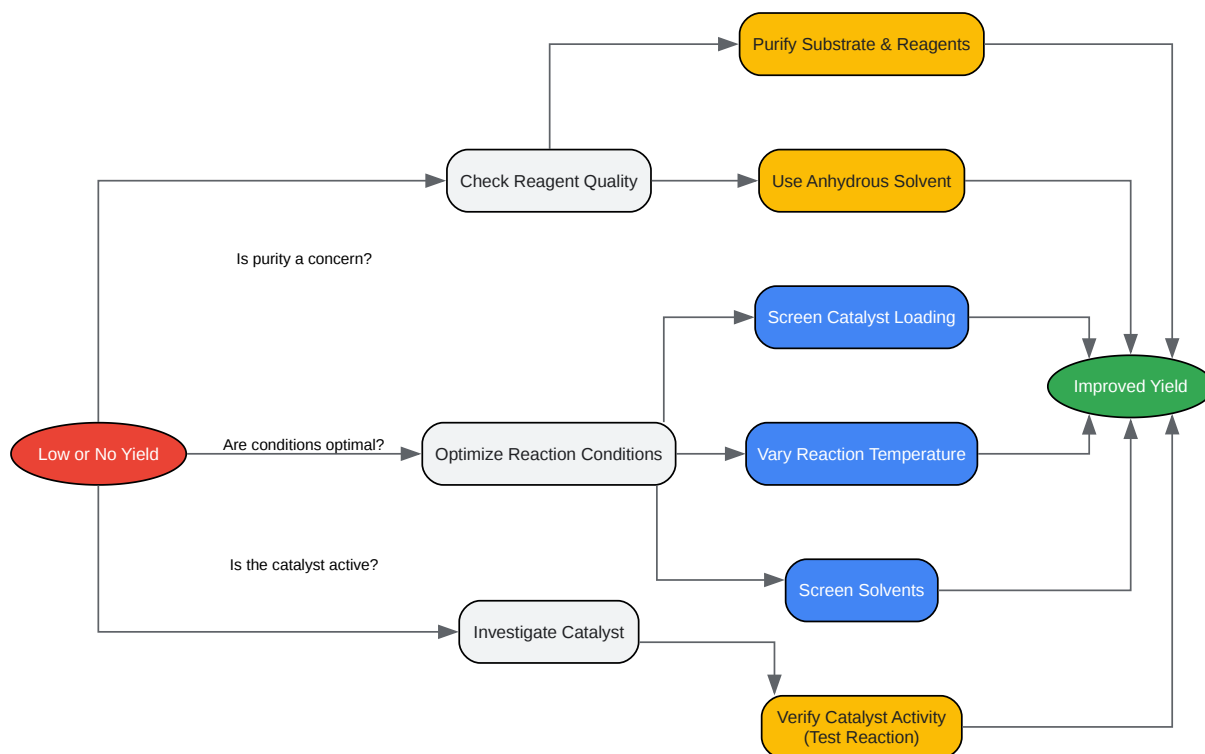 Purify Substrate & Reagents
Check Reagent Quality
Use Anhydrous Solvent
Is purity a concern?
Screen Catalyst Loading
Improved Yield
Low or No Yield
Are conditions optimal?
Optimize Reaction Conditions
Vary Reaction Temperature
Is the catalyst active?
Screen Solvents
Investigate Catalyst
Verify Catalyst Activity
(Test Reaction)